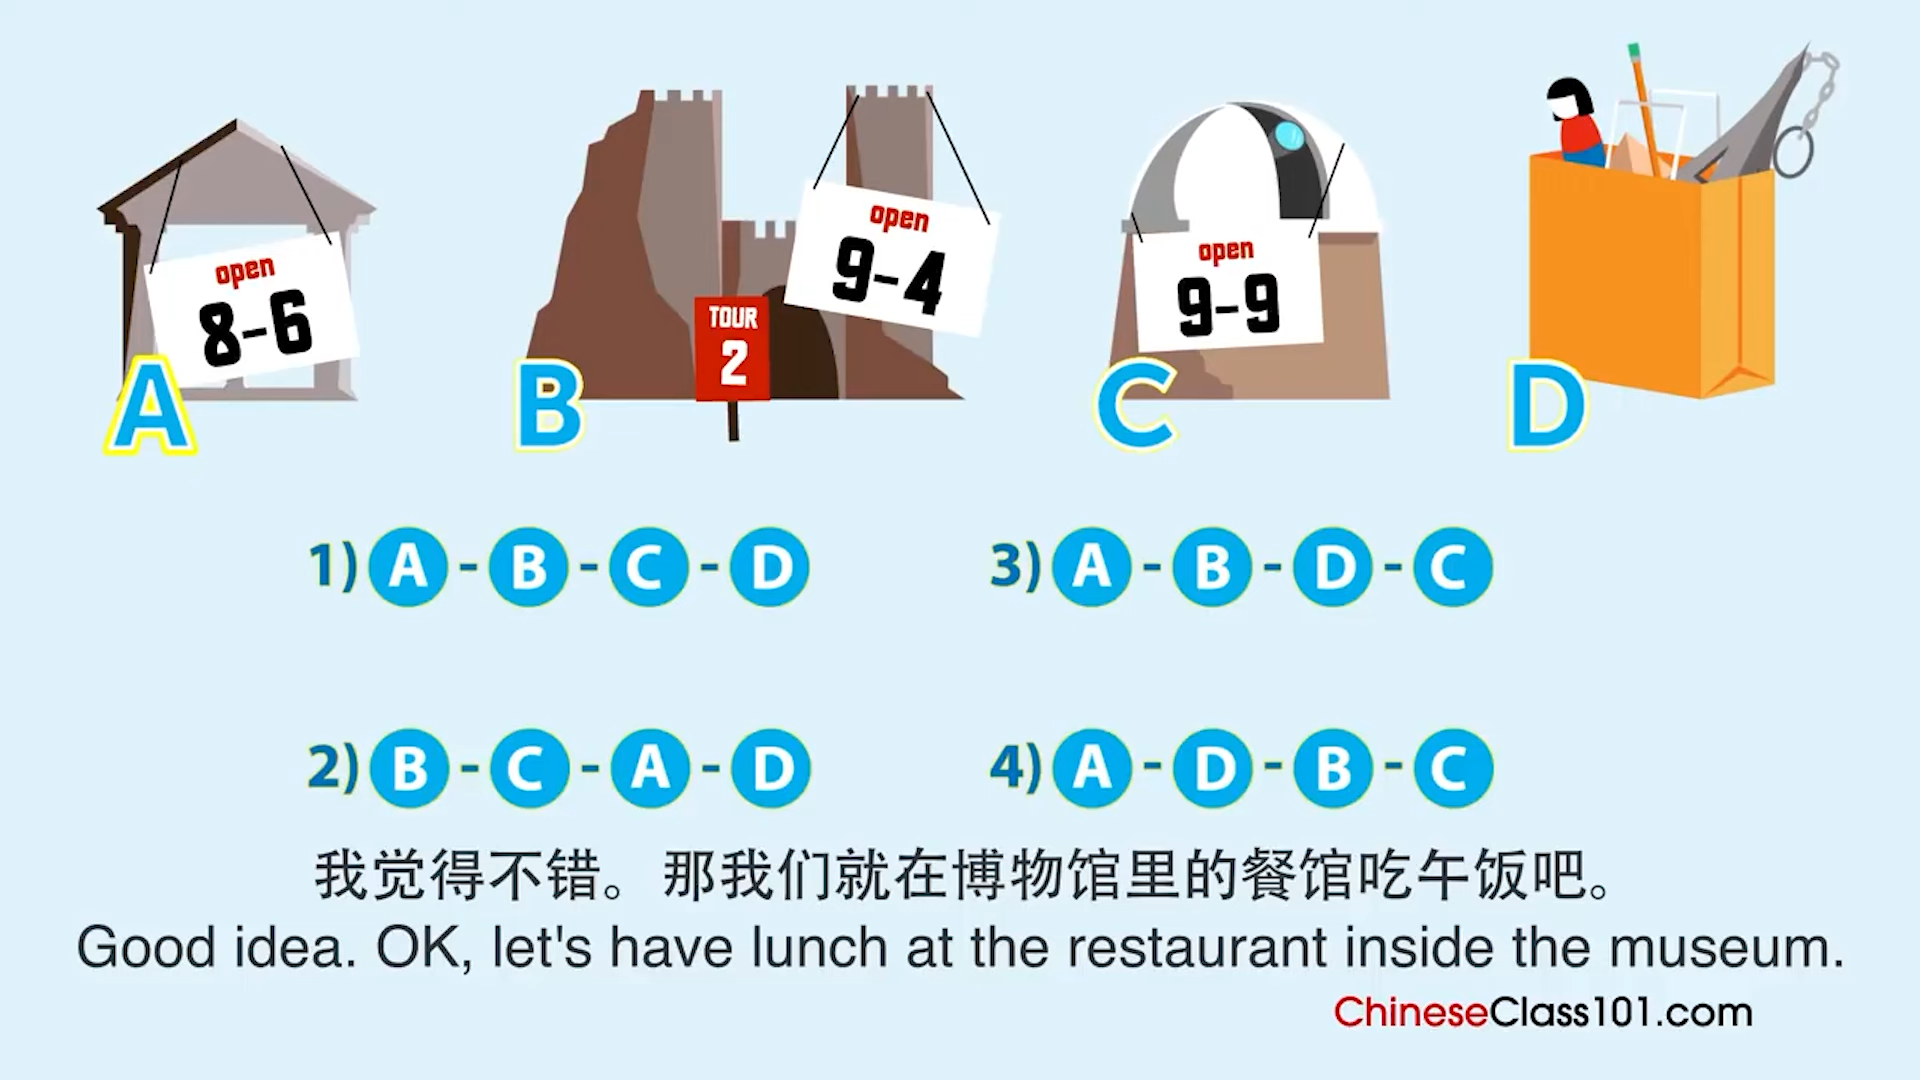 open
8-6
A
open
9-4
TOUR
2
B
open
9-9
C
D
1) A - B - C - D
3) A - B - D - C
2) B - C - A - D
4) A - D - B - C
我觉得不错。那我们就在博物馆里的餐馆吃午饭吧。
Good idea. OK, let's have lunch at the restaurant inside the museum.
ChineseClass101.com